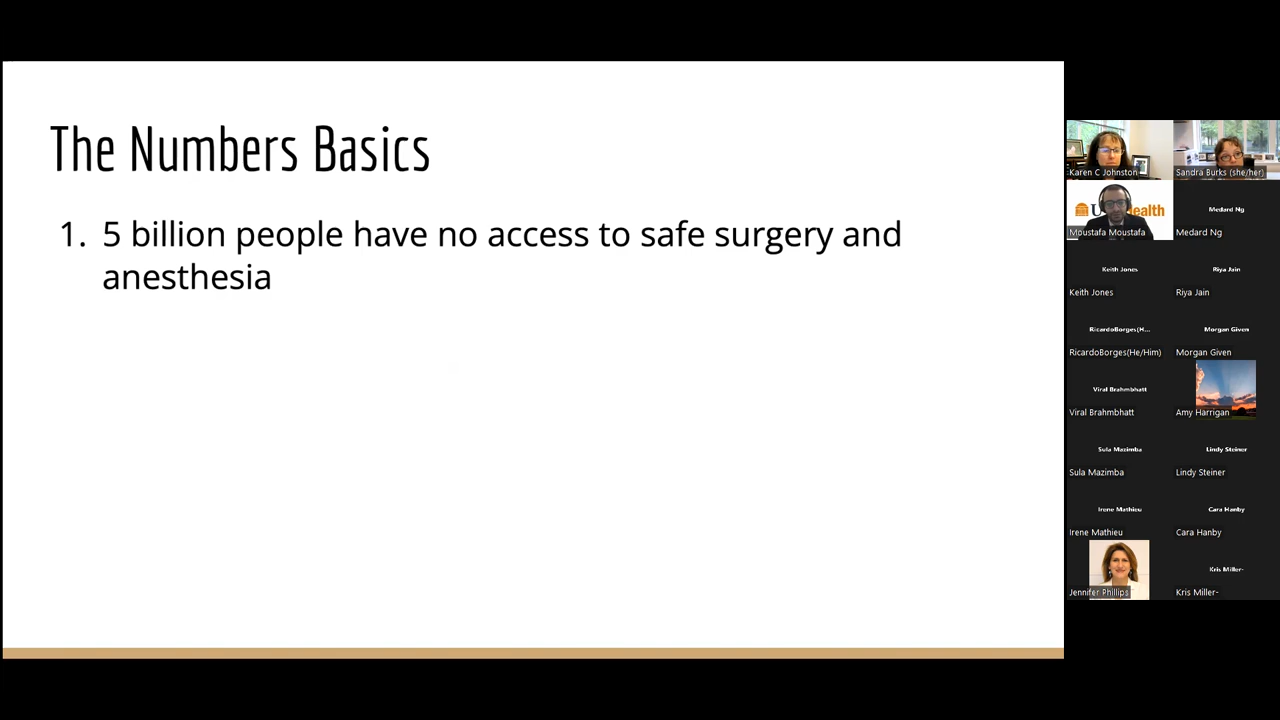 The Numbers Basics
1. 5 billion people have no access to safe surgery and
anesthesia
Karen C Johnston
Sandra Burks (she/her)
Moustafa Moustafa
Medard Ng
Medard Ng
Keith Jones
Keith Jones
Riya Jain
Riya Jain
RicardoBorges(H...
RicardoBorges(He/Him)
Morgan Given
Morgan Given
Viral Brahmbhatt
Viral Brahmbhatt
Amy Harrigan
Sula Mazimba
Sula Mazimba
Lindy Steiner
Lindy Steiner
Irene Mathieu
Irene Mathieu
Cara Hanby
Cara Hanby
Jennifer Phillips
Kris Miller-
Kris Miller-